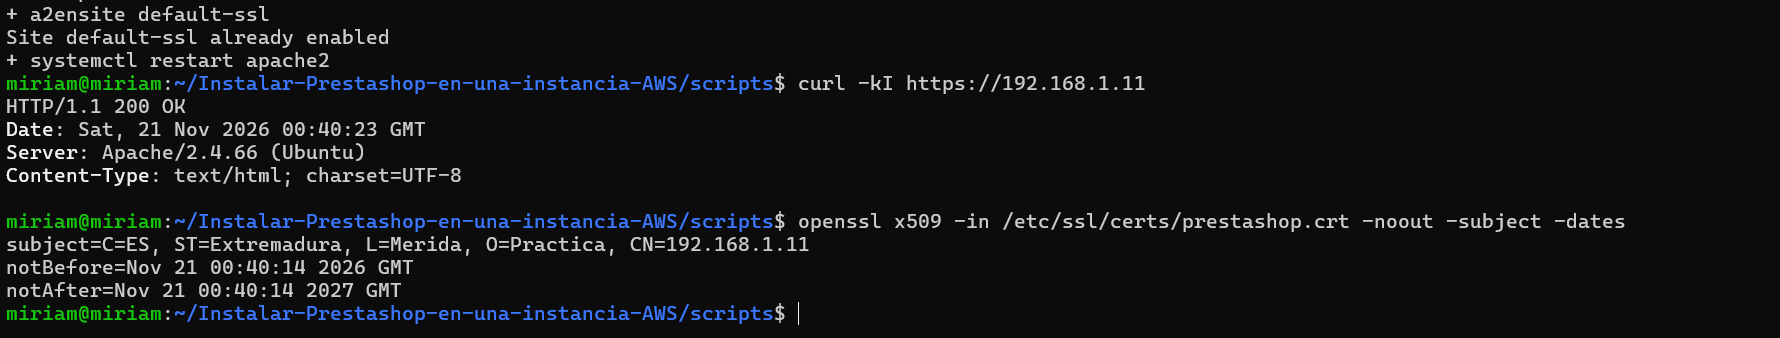 + a2ensite default-ssl
Site default-ssl already enabled
+ systemctl restart apache2
miriam@miriam:~/Instalar-Prestashop-en-una-instancia-AWS/scripts$ curl -kI https://192.168.1.11
HTTP/1.1 200 OK
Date: Sat, 21 Nov 2026 00:40:23 GMT
Server: Apache/2.4.66 (Ubuntu)
Content-Type: text/html; charset=UTF-8

miriam@miriam:~/Instalar-Prestashop-en-una-instancia-AWS/scripts$ openssl x509 -in /etc/ssl/certs/prestashop.crt -noout -subject -dates
subject=C=ES, ST=Extremadura, L=Merida, O=Practica, CN=192.168.1.11
notBefore=Nov 21 00:40:14 2026 GMT
notAfter=Nov 21 00:40:14 2027 GMT
miriam@miriam:~/Instalar-Prestashop-en-una-instancia-AWS/scripts$